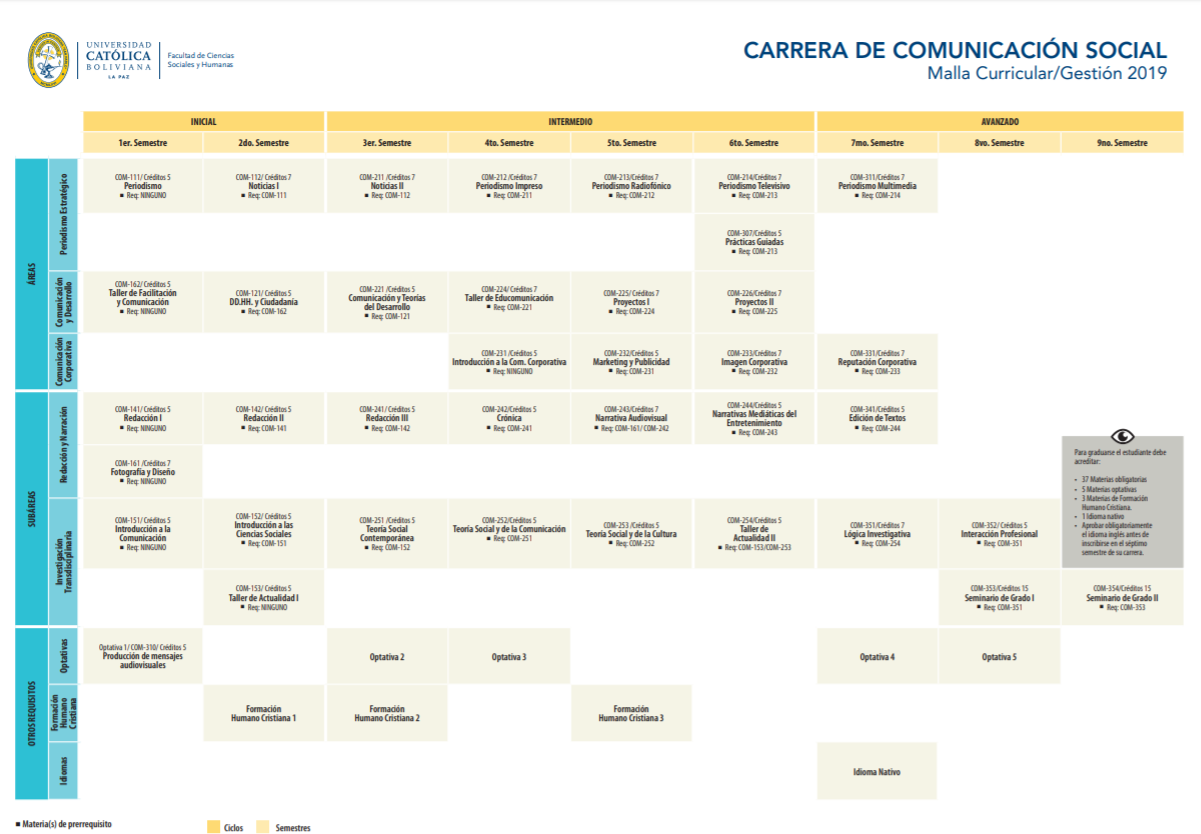 UNIVERSIDAD
CATÓLICA
BOLIVIANA
LA PAZ
Facultad de Ciencias
Sociales y Humanas
CARRERA DE COMUNICACIÓN SOCIAL
Malla Curricular/Gestión 2019
INICIAL
INTERMEDIO
AVANZADO
1er. Semestre
2do. Semestre
3er. Semestre
4to. Semestre
5to. Semestre
6to. Semestre
7mo. Semestre
8vo. Semestre
9no. Semestre
ÁREAS
Periodismo Estratégico
COM-111/ Créditos 5
Periodismo
▪ Req: NINGUNO
COM-112/ Créditos 7
Noticias I
▪ Req: COM-111
COM-211 /Créditos 7
Noticias II
▪ Req: COM-112
COM-212 /Créditos 7
Periodismo Impreso
▪ Req: COM-211
COM-213/Créditos 7
Periodismo Radiofónico
▪ Req: COM-212
COM-214/Créditos 7
Periodismo Televisivo
▪ Req: COM-213
COM-311/Créditos 7
Periodismo Multimedia
▪ Req: COM-214
COM-307/Créditos 5
Prácticas Guiadas
▪ Req: COM-213
Comunicación
y Desarrollo
COM-162/ Créditos 5
Taller de Facilitación
y Comunicación
▪ Req: NINGUNO
COM-121/ Créditos 5
DD.HH. y Ciudadanía
▪ Req: COM-162
COM-221 /Créditos 5
Comunicación y Teorías
del Desarrollo
▪ Req: COM-121
COM-224/ Créditos 7
Taller de Educomunicación
▪ Req: COM-221
COM-225/ Créditos 7
Proyectos I
▪ Req: COM-224
COM-226/Créditos 7
Proyectos II
▪ Req: COM-225
Comunicación
Corporativa
COM-231 /Créditos 5
Introducción a la Com. Corporativa
▪ Req: NINGUNO
COM-232/Créditos 5
Marketing y Publicidad
▪ Req: COM-231
COM-233/Créditos 7
Imagen Corporativa
▪ Req: COM-232
COM-331/Créditos 7
Reputación Corporativa
▪ Req: COM-233
SUBÁREAS
Redacción y Narración
COM-141/ Créditos 5
Redacción I
▪ Req: NINGUNO
COM-142/ Créditos 5
Redacción II
▪ Req: COM-141
COM-241/ Créditos 5
Redacción III
▪ Req: COM-142
COM-242/Créditos 5
Crónica
▪ Req: COM-241
COM-243/Créditos 7
Narrativa Audiovisual
▪ Req: COM-161/ COM-242
COM-244/Créditos 5
Narrativas Mediáticas del
Entretenimiento
▪ Req: COM-243
COM-341/Créditos 5
Edición de Textos
▪ Req: COM-244
COM-161 /Créditos 7
Fotografía y Diseño
▪ Req: NINGUNO
Para graduarse el estudiante debe
acreditar:
- 37 Materias obligatorias
- 5 Materias optativas
- 3 Materias de Formación
Humano Cristiana.
- 1 Idioma nativo
- Aprobar obligatoriamente
el idioma inglés antes de
inscribirse en el séptimo
semestre de su carrera.
Investigación
Transdisciplinaria
COM-151/ Créditos 5
Introducción a la
Comunicación
▪ Req: NINGUNO
COM-152/ Créditos 5
Introducción a las
Ciencias Sociales
▪ Req: COM-151
COM-251 /Créditos 5
Teoría Social
Contemporánea
▪ Req: COM-152
COM-252/Créditos 5
Teoría Social y de la Comunicación
▪ Req: COM-251
COM-253 /Créditos 5
Teoría Social y de la Cultura
▪ Req: COM-252
COM-254/Créditos 5
Taller de
Actualidad II
▪ Req: COM-153/COM-253
COM-351/Créditos 7
Lógica Investigativa
▪ Req: COM-254
COM-352/ Créditos 5
Interacción Profesional
▪ Req: COM-351
COM-153/ Créditos 5
Taller de Actualidad I
▪ Req: NINGUNO
COM-353/Créditos 15
Seminario de Grado I
▪ Req: COM-351
COM-354/Créditos 15
Seminario de Grado II
▪ Req: COM-353
OTROS REQUISITOS
Optativas
Optativa 1/ COM-310/ Créditos 5
Producción de mensajes
audiovisuales
Optativa 2
Optativa 3
Optativa 4
Optativa 5
Formación
Humano
Cristiana
Formación
Humano Cristiana 1
Formación
Humano Cristiana 2
Formación
Humano Cristiana 3
Idiomas
Idioma Nativo
▪ Materia(s) de prerrequisito
Ciclos
Semestres